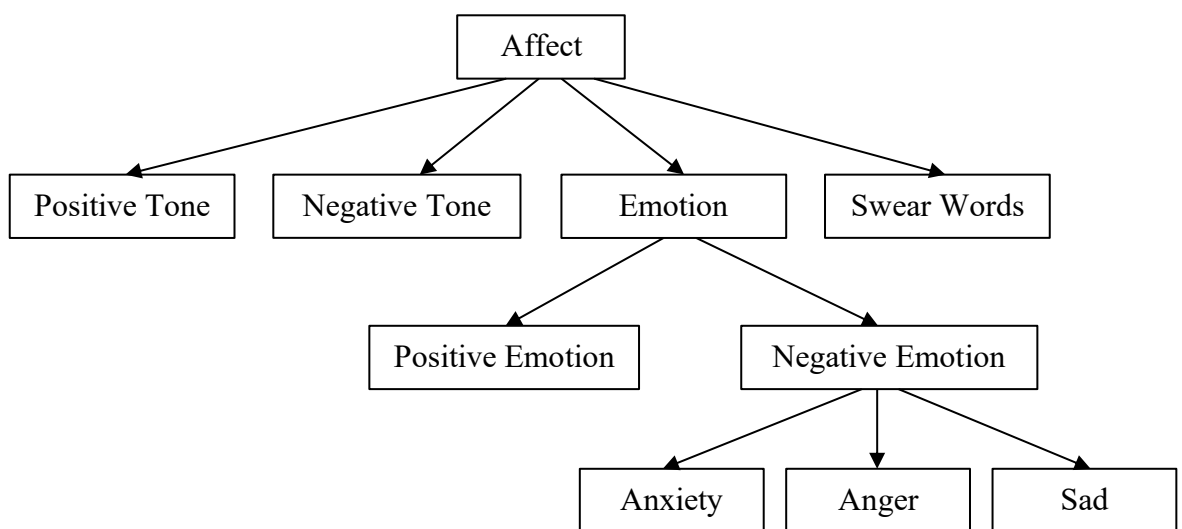 Affect
Positive Tone
Negative Tone
Emotion
Swear Words
Positive Emotion
Negative Emotion
Anxiety
Anger
Sad